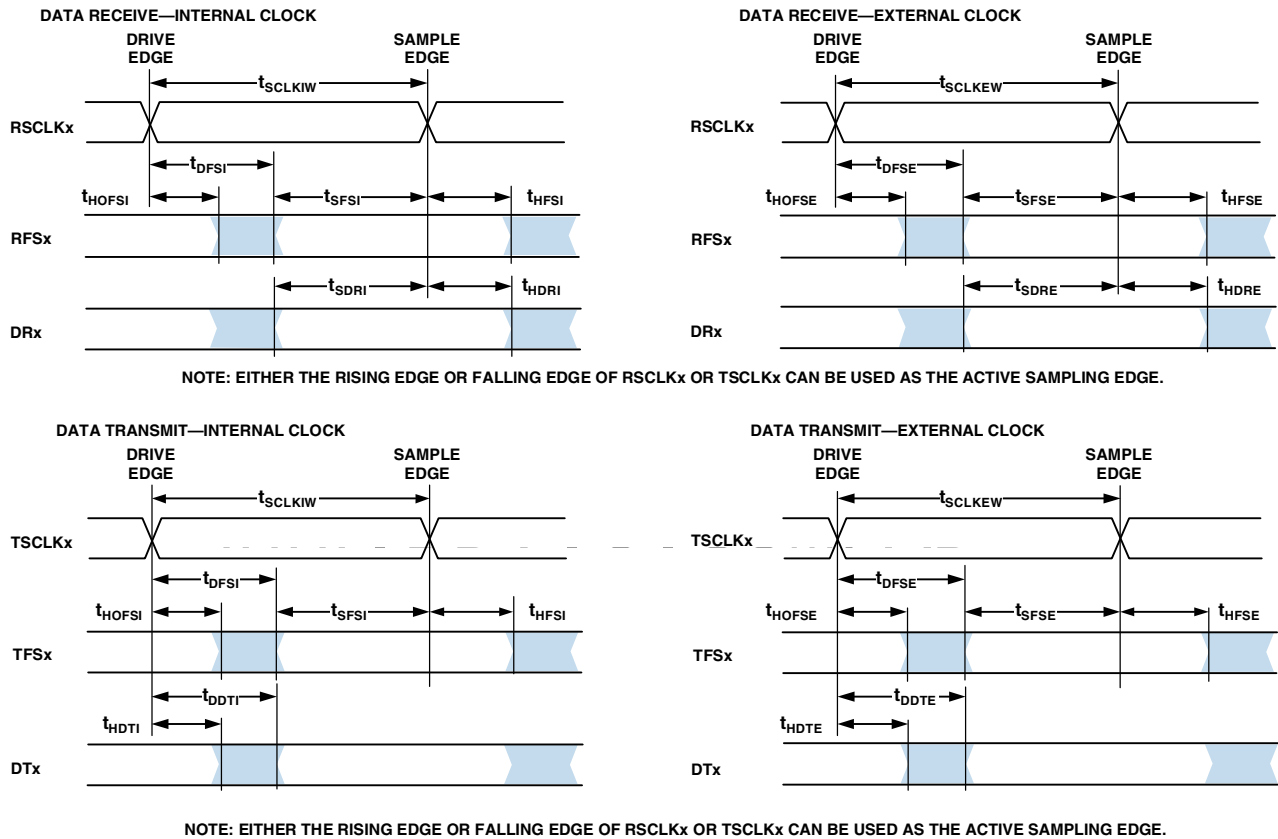 DATA RECEIVE—INTERNAL CLOCK
DRIVE
EDGE
SAMPLE
EDGE
tSCLKIW
RSCLKx
tDFSI
tHOFSI
tSFSI
tHFSI
RFSx
tSDRI
tHDRI
DRx
DATA RECEIVE—EXTERNAL CLOCK
DRIVE
EDGE
SAMPLE
EDGE
tSCLKEW
RSCLKx
tDFSE
tHOFSE
tSFSE
tHFSE
RFSx
tSDRE
tHDRE
DRx
NOTE: EITHER THE RISING EDGE OR FALLING EDGE OF RSCLKx OR TSCLKx CAN BE USED AS THE ACTIVE SAMPLING EDGE.
DATA TRANSMIT—INTERNAL CLOCK
DRIVE
EDGE
SAMPLE
EDGE
tSCLKIW
TSCLKx
tDFSI
tHOFSI
tSFSI
tHFSI
TFSx
tDDTI
tHDTI
DTx
DATA TRANSMIT—EXTERNAL CLOCK
DRIVE
EDGE
SAMPLE
EDGE
tSCLKEW
TSCLKx
tDFSE
tHOFSE
tSFSE
tHFSE
TFSx
tDDTE
tHDTE
DTx
NOTE: EITHER THE RISING EDGE OR FALLING EDGE OF RSCLKx OR TSCLKx CAN BE USED AS THE ACTIVE SAMPLING EDGE.